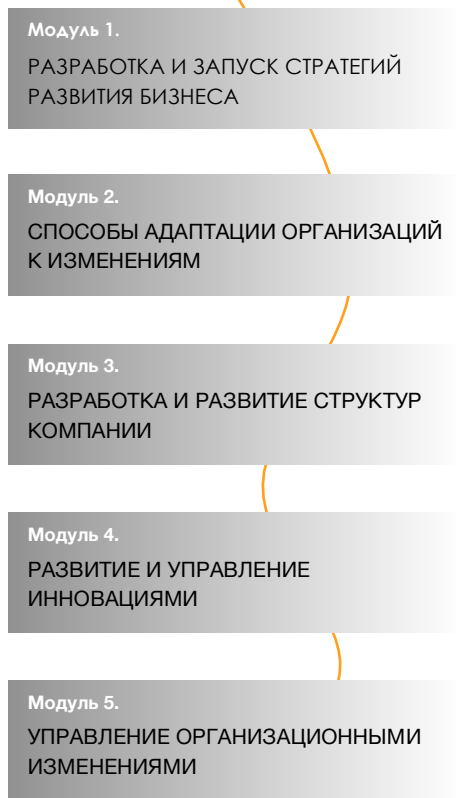 Модуль 1.
РАЗРАБОТКА И ЗАПУСК СТРАТЕГИЙ
РАЗВИТИЯ БИЗНЕСА
Модуль 2.
СПОСОБЫ АДАПТАЦИИ ОРГАНИЗАЦИЙ
К ИЗМЕНЕНИЯМ
Модуль 3.
РАЗРАБОТКА И РАЗВИТИЕ СТРУКТУР
КОМПАНИИ
Модуль 4.
РАЗВИТИЕ И УПРАВЛЕНИЕ
ИННОВАЦИЯМИ
Модуль 5.
УПРАВЛЕНИЕ ОРГАНИЗАЦИОННЫМИ
ИЗМЕНЕНИЯМИ